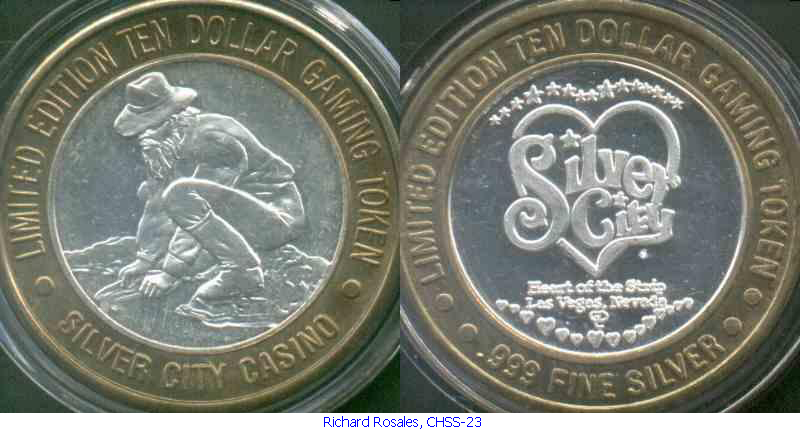 LIMITED EDITION TEN DOLLAR GAMING TOKEN
SILVER CITY CASINO
LIMITED EDITION TEN DOLLAR GAMING TOKEN
Silver
City
Heart of the Strip
Las Vegas, Nevada
.999 FINE SILVER
Richard Rosales, CHSS-23